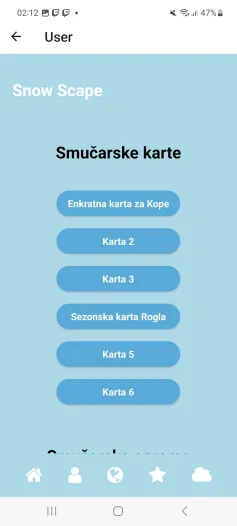 02:12
47%
User
Snow Scape
Smučarske karte
Enkratna karta za Kope
Karta 2
Karta 3
Sezonska karta Rogla
Karta 5
Karta 6